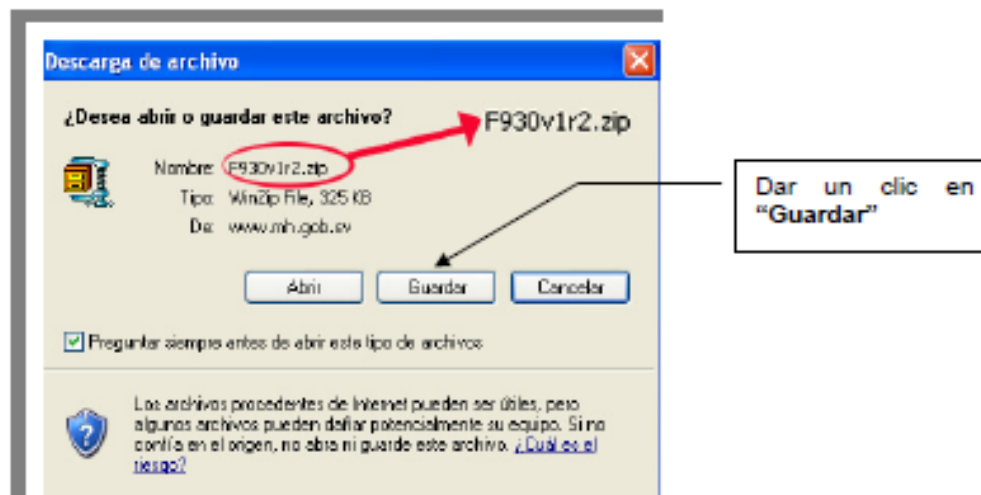 Descarga de archivo
¿Desea abrir o guardar este archivo?
F930v1r2.zip
Nombre: F930v1r2.zip
Tipo: WinZip File, 325 KB
De: www.mh.gob.sv
Dar un clic en
“Guardar”
Abrir
Guardar
Cancelar
Preguntar siempre antes de abrir este tipo de archivos
Los archivos procedentes de Internet pueden ser útiles, pero
algunos archivos pueden dañar potencialmente su equipo. Si no
confía en el origen, no abra ni guarde este archivo. ¿Cuál es el
riesgo?